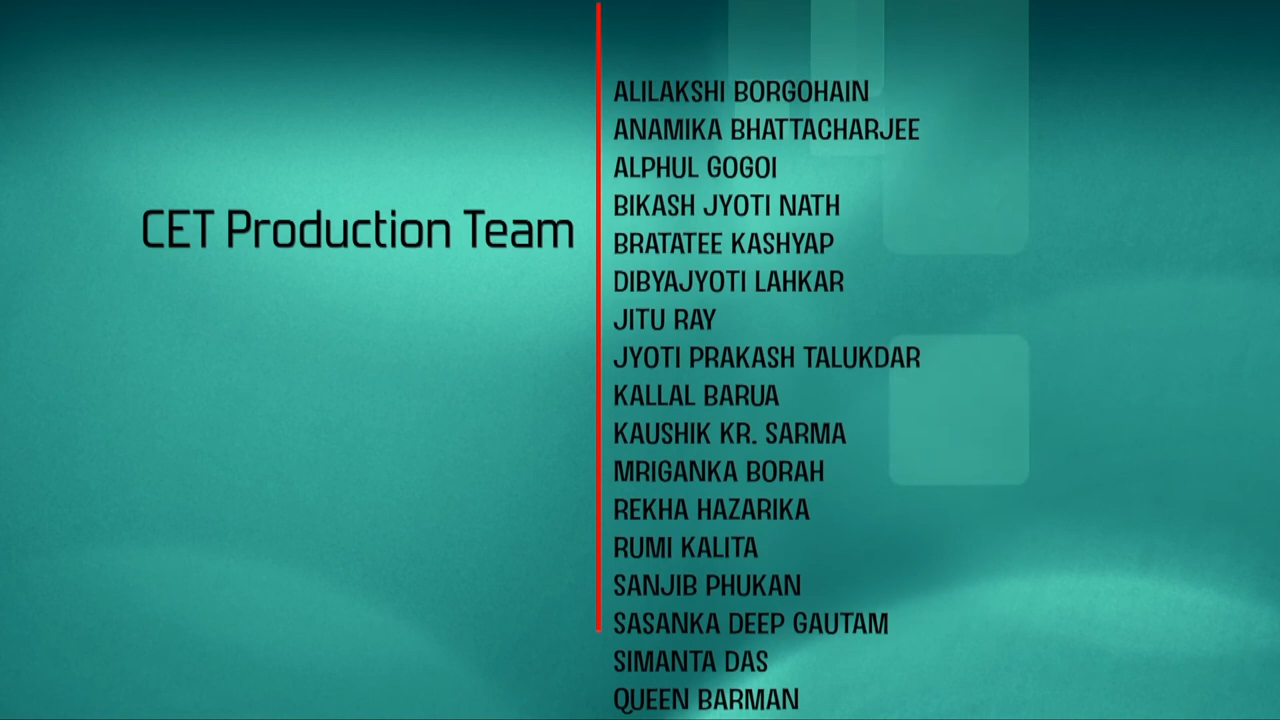 CET Production Team
ALILAKSHI BORGOHAIN
ANAMIKA BHATTACHARJEE
ALPHUL GOGOI
BIKASH JYOTI NATH
BRATATEE KASHYAP
DIBYAJYOTI LAHKAR
JITU RAY
JYOTI PRAKASH TALUKDAR
KALLAL BARUA
KAUSHIK KR. SARMA
MRIGANKA BORAH
REKHA HAZARIKA
RUMI KALITA
SANJIB PHUKAN
SASANKA DEEP GAUTAM
SIMANTA DAS
QUEEN BARMAN